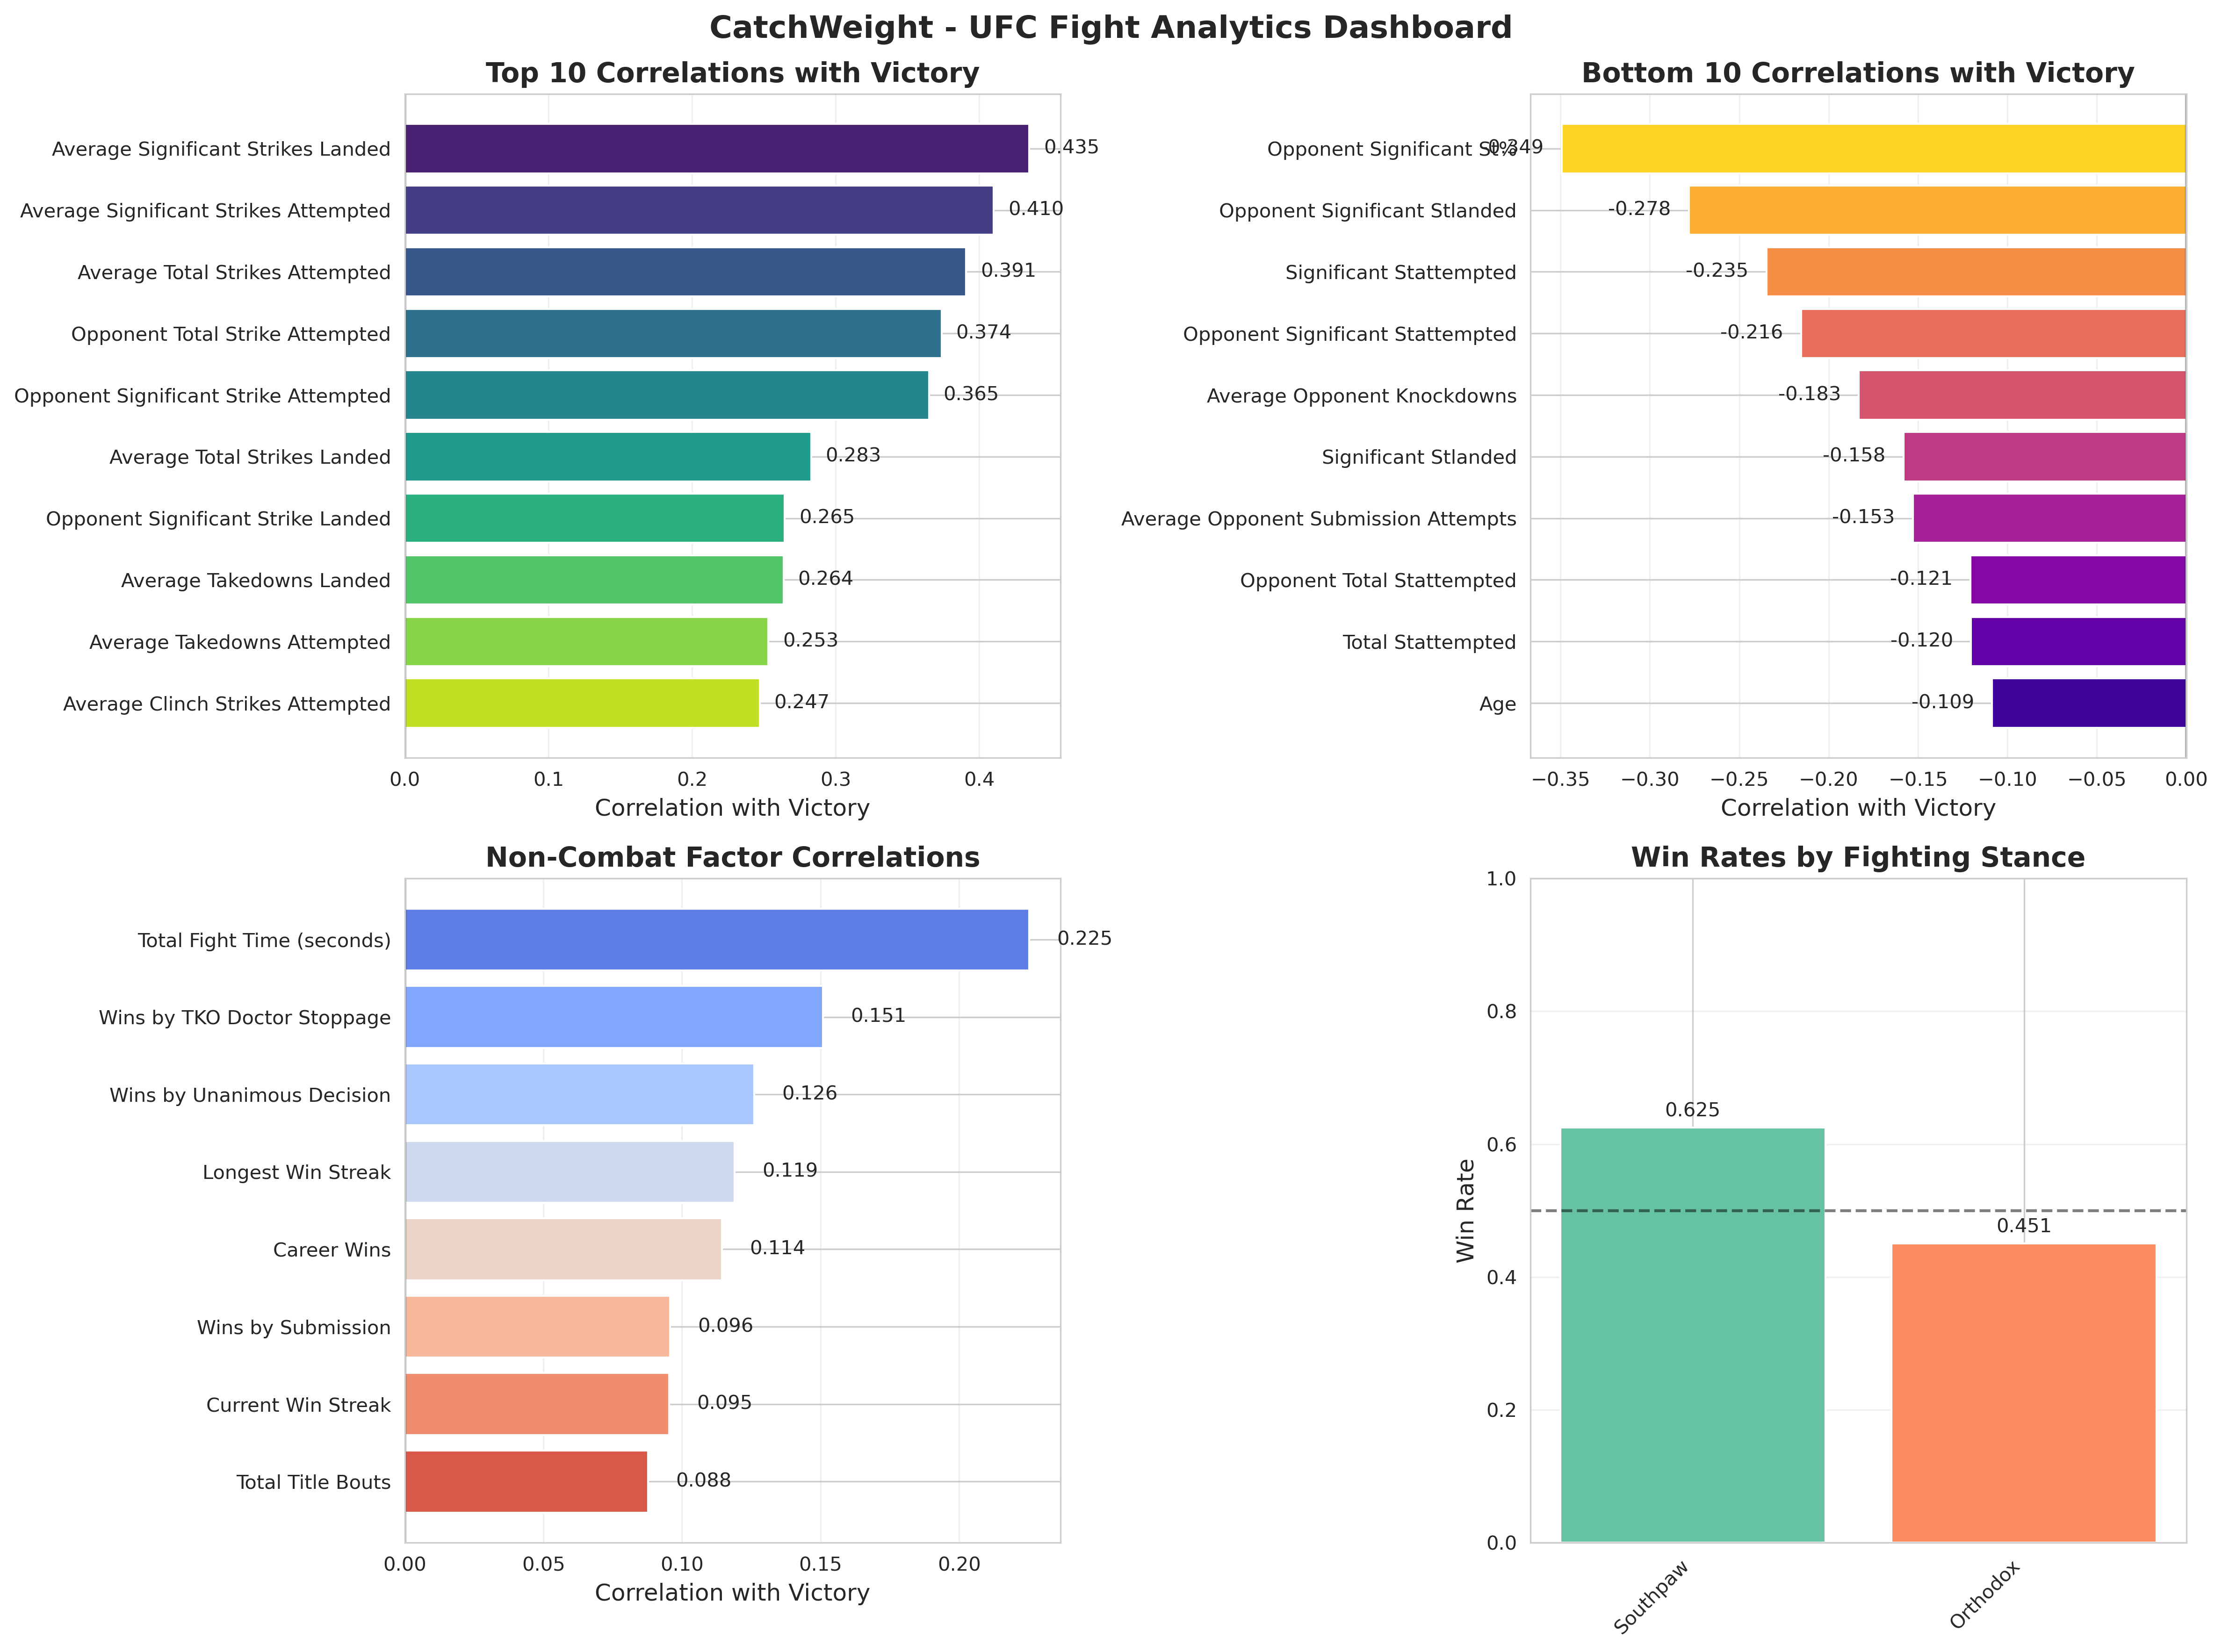 CatchWeight - UFC Fight Analytics Dashboard
Top 10 Correlations with Victory
Average Significant Strikes Landed 0.435
Average Significant Strikes Attempted 0.410
Average Total Strikes Attempted 0.391
Opponent Total Strike Attempted 0.374
Opponent Significant Strike Attempted 0.365
Average Total Strikes Landed 0.283
Opponent Significant Strike Landed 0.265
Average Takedowns Landed 0.264
Average Takedowns Attempted 0.253
Average Clinch Strikes Attempted 0.247
0.0 0.1 0.2 0.3 0.4
Correlation with Victory
Bottom 10 Correlations with Victory
Opponent Significant St% -0.349
Opponent Significant Stlanded -0.278
Significant Stattempted -0.235
Opponent Significant Stattempted -0.216
Average Opponent Knockdowns -0.183
Significant Stlanded -0.158
Average Opponent Submission Attempts -0.153
Opponent Total Stattempted -0.121
Total Stattempted -0.120
Age -0.109
−0.35 −0.30 −0.25 −0.20 −0.15 −0.10 −0.05 0.00
Correlation with Victory
Non-Combat Factor Correlations
Total Fight Time (seconds) 0.225
Wins by TKO Doctor Stoppage 0.151
Wins by Unanimous Decision 0.126
Longest Win Streak 0.119
Career Wins 0.114
Wins by Submission 0.096
Current Win Streak 0.095
Total Title Bouts 0.088
0.00 0.05 0.10 0.15 0.20
Correlation with Victory
Win Rates by Fighting Stance
Win Rate
1.0
0.8
0.6
0.4
0.2
0.0
0.625
0.451
Southpaw
Orthodox